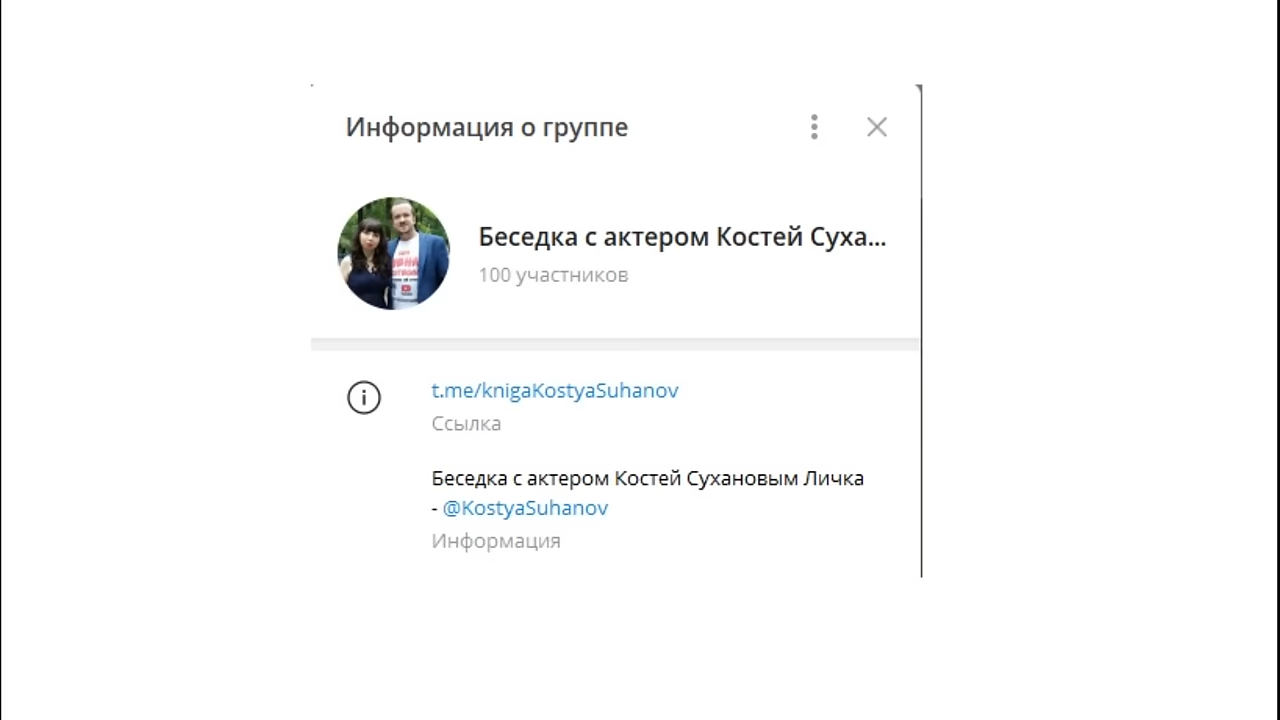 Информация о группе
Беседка с актером Костей Суха...
100 участников
t.me/knigaKostyaSuhanov
Ссылка
Беседка с актером Костей Сухановым Личка
- @KostyaSuhanov
Информация